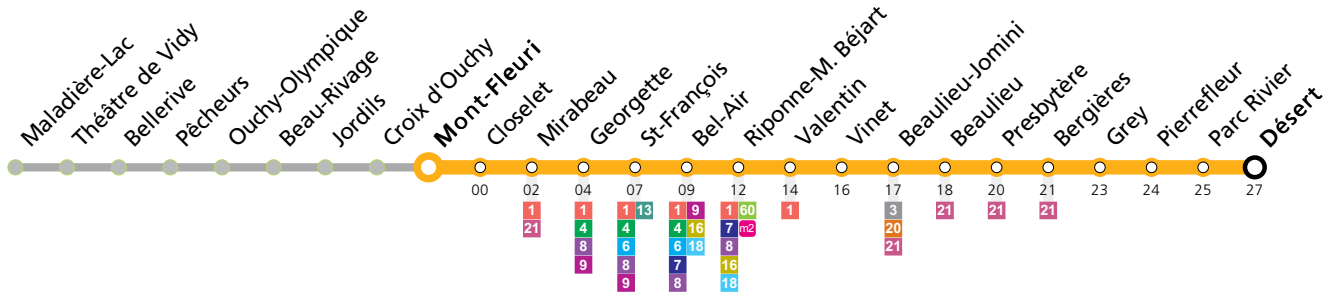 Maladière-Lac
Théâtre de Vidy
Bellerive
Pêcheurs
Ouchy-Olympique
Beau-Rivage
Jordils
Croix d'Ouchy
Mont-Fleuri
Closelet
Mirabeau
Georgette
St-François
Bel-Air
Riponne-M. Béjart
Valentin
Vinet
Beaulieu-Jomini
Beaulieu
Presbytère
Bergières
Grey
Pierrefleur
Parc Rivier
Désert
00 02 04 07 09 12 14 16 17 18 20 21 23 24 25 27
1 1 1 13 1 9 1 60 1 3 21 21 21
21 4 4 4 16 7 m2 20
8 6 6 18 8 21
9 8 7 16
9 8 18